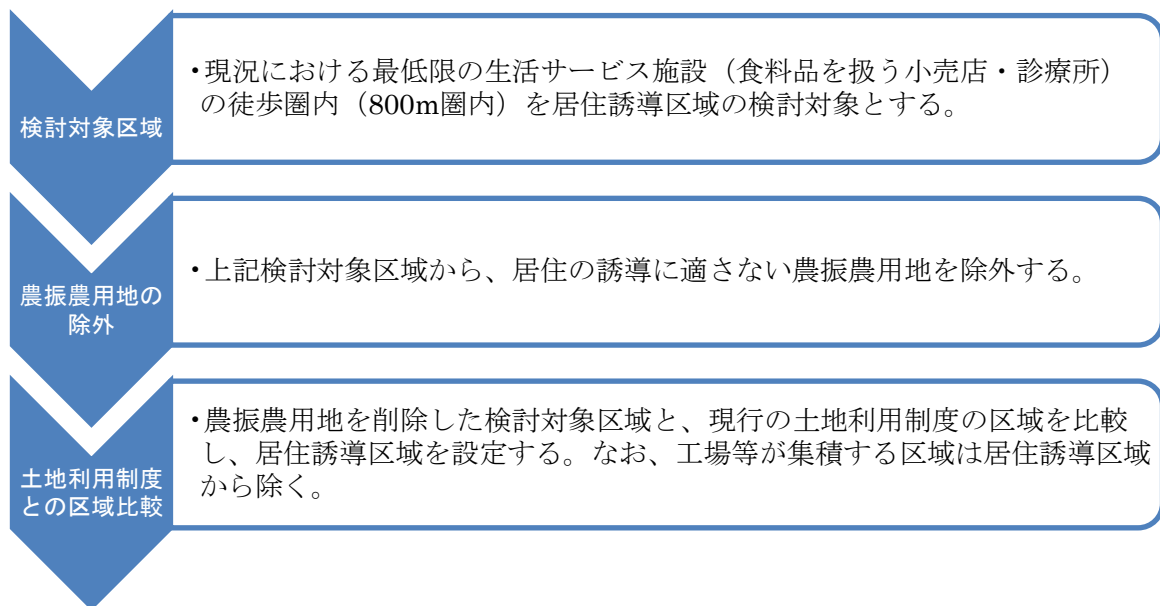 検討対象区域
・現況における最低限の生活サービス施設（食料品を扱う小売店・診療所）
の徒歩圏内（800m圏内）を居住誘導区域の検討対象とする。
農振農用地の
除外
・上記検討対象区域から、居住の誘導に適さない農振農用地を除外する。
土地利用制度
との区域比較
・農振農用地を削除した検討対象区域と、現行の土地利用制度の区域を比較
し、居住誘導区域を設定する。なお、工場等が集積する区域は居住誘導区域
から除く。